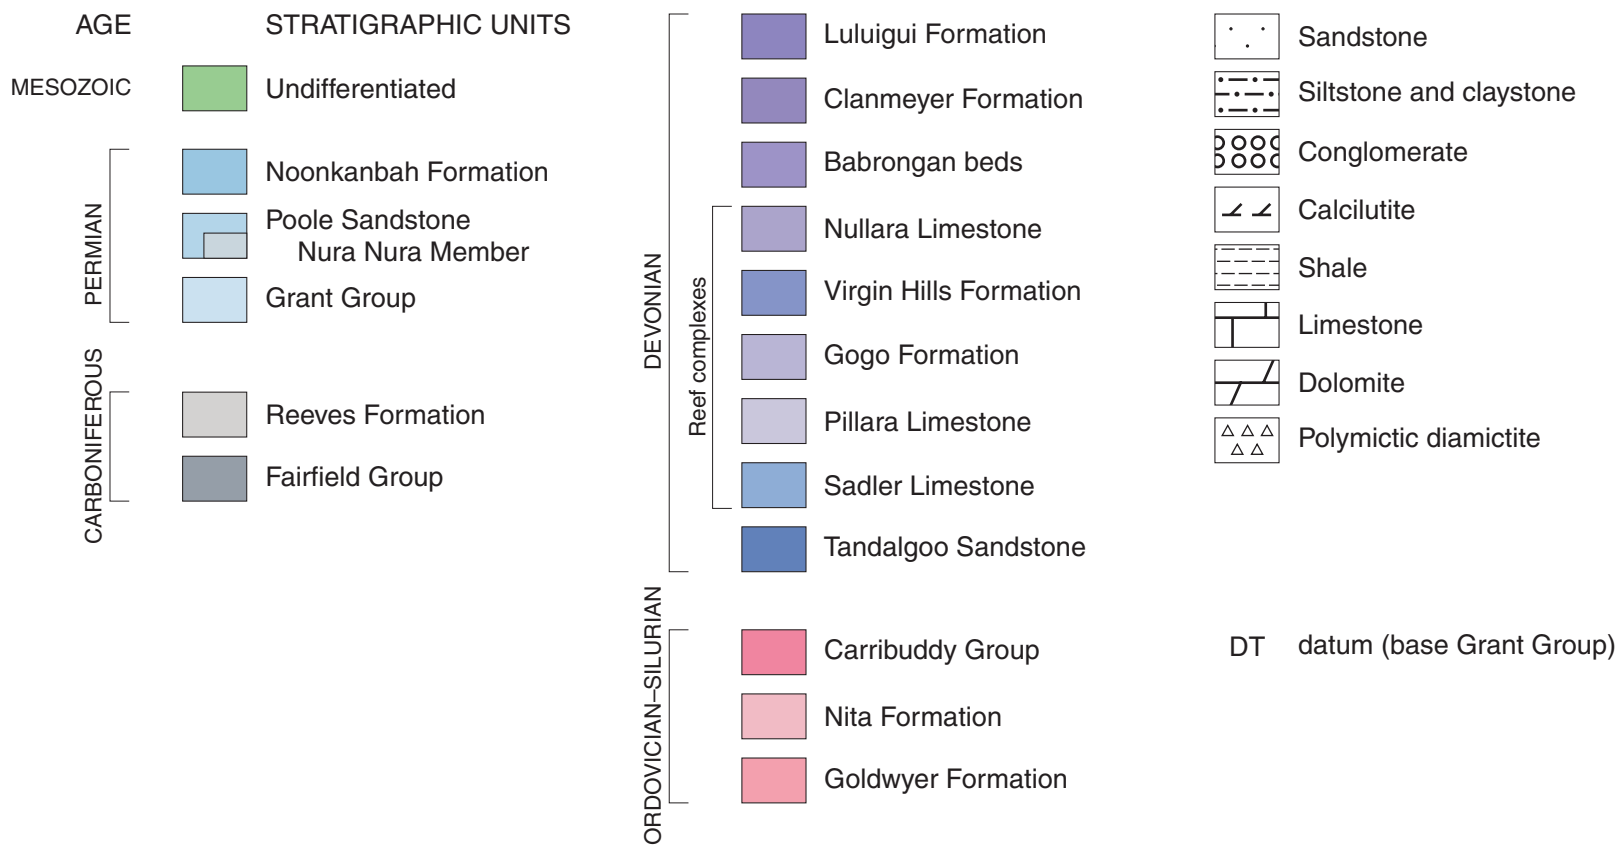 AGE
STRATIGRAPHIC UNITS
MESOZOIC
Undifferentiated
PERMIAN
Noonkanbah Formation
Poole Sandstone
Nura Nura Member
Grant Group
CARBONIFEROUS
Reeves Formation
Fairfield Group
DEVONIAN
Luluigui Formation
Clanmeyer Formation
Babrongan beds
Reef complexes
Nullara Limestone
Virgin Hills Formation
Gogo Formation
Pillara Limestone
Sadler Limestone
Tandalgoo Sandstone
ORDOVICIAN–SILURIAN
Carribuddy Group
Nita Formation
Goldwyer Formation
Sandstone
Siltstone and claystone
Conglomerate
Calcilutite
Shale
Limestone
Dolomite
Polymictic diamictite
DT datum (base Grant Group)